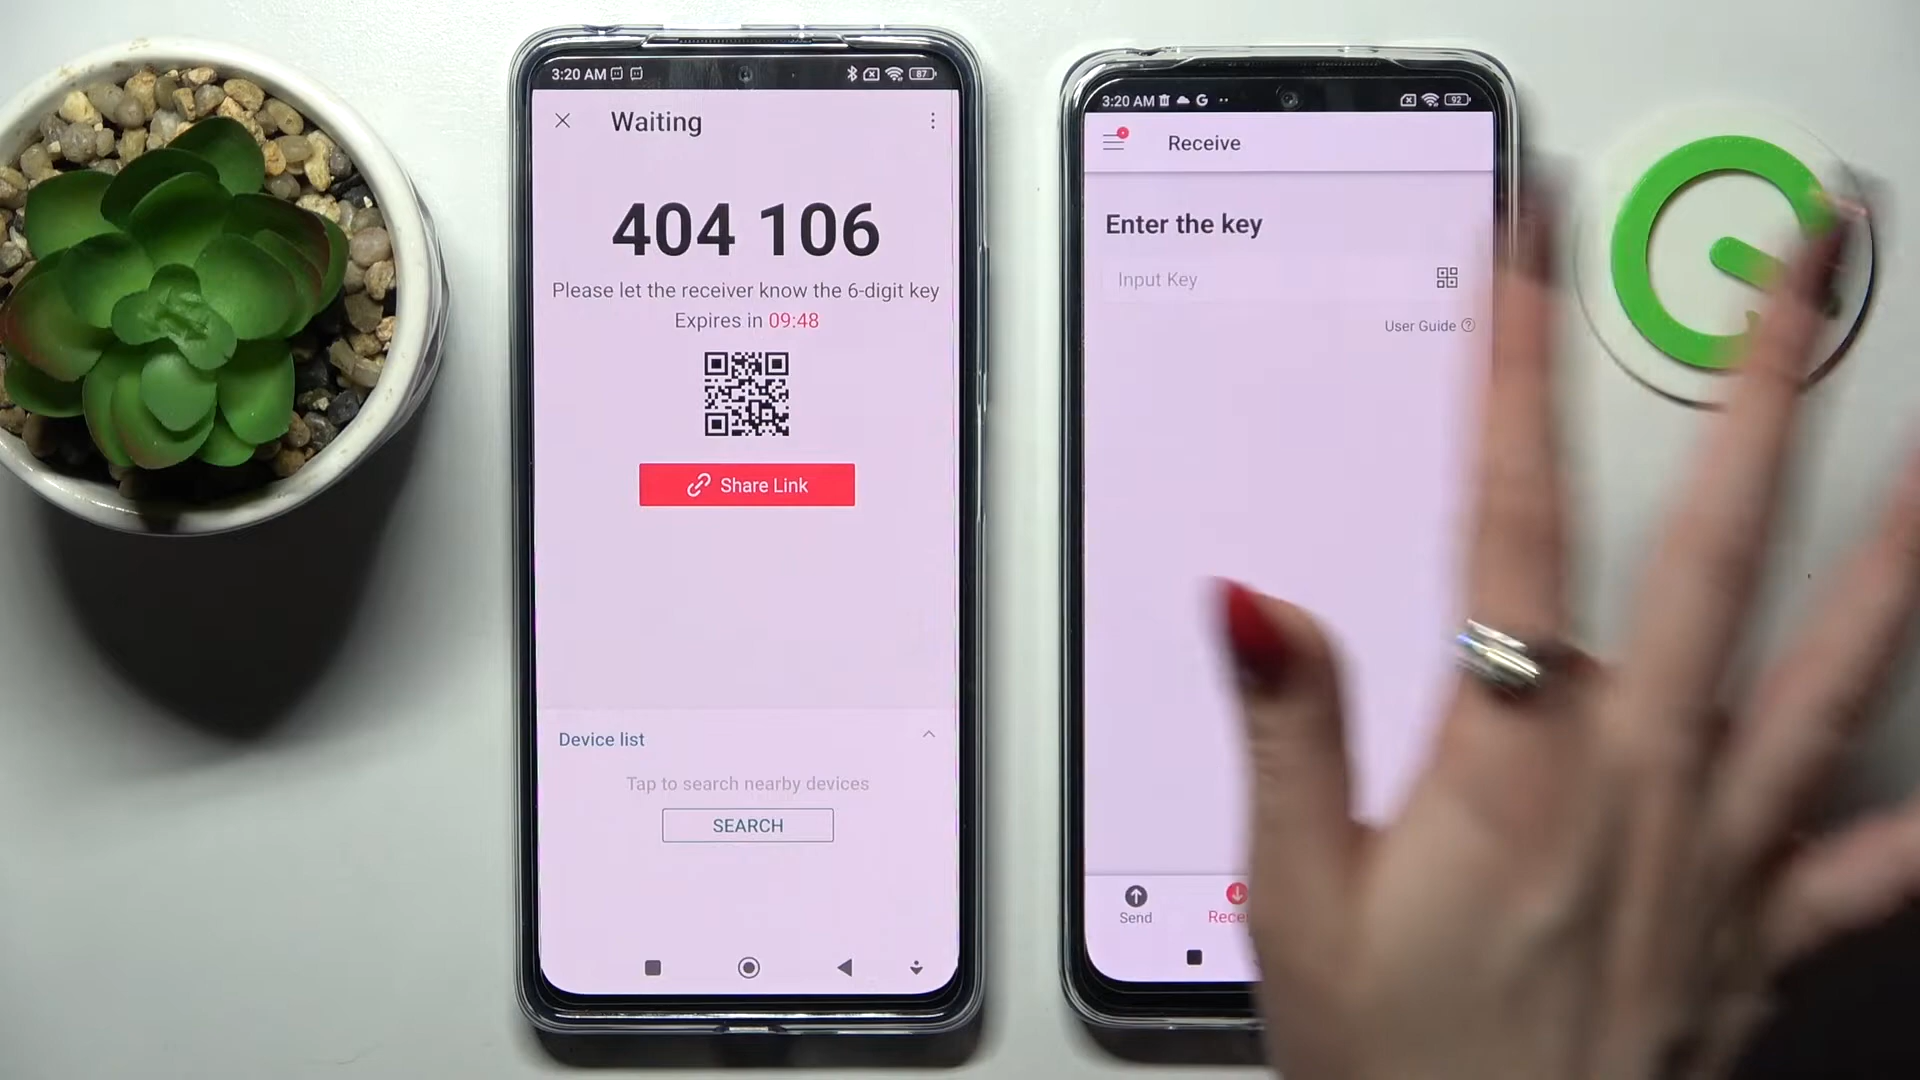 3:20 AM
87
Waiting
404 106
Please let the receiver know the 6-digit key
Expires in 09:48
Share Link
Device list
Tap to search nearby devices
SEARCH
3:20 AM G
92
Receive
Enter the key
Input Key
User Guide
Send